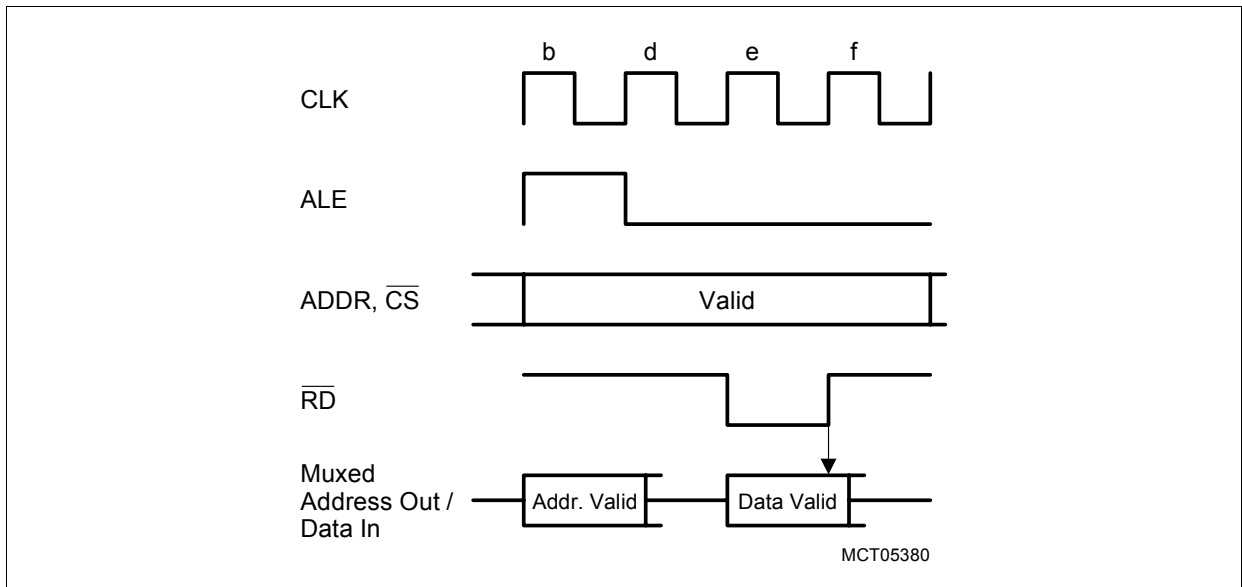 b d e f
CLK
ALE
ADDR, CS Valid
RD
Muxed
Address Out /
Data In
Addr. Valid Data Valid
MCT05380